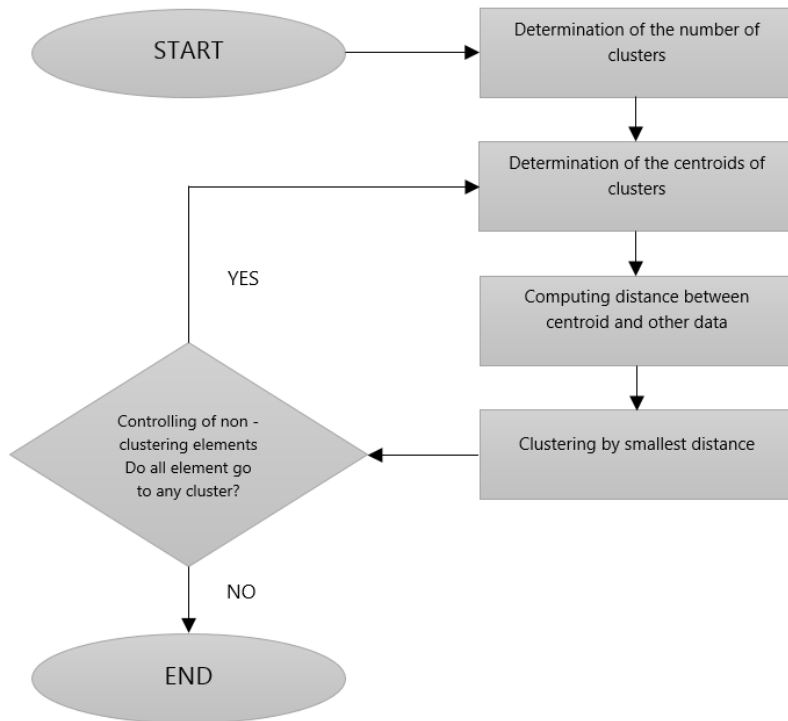 START
Determination of the number of
clusters
Determination of the centroids of
clusters
YES
Computing distance between
centroid and other data
Controlling of non -
clustering elements
Do all element go
to any cluster?
Clustering by smallest distance
NO
END